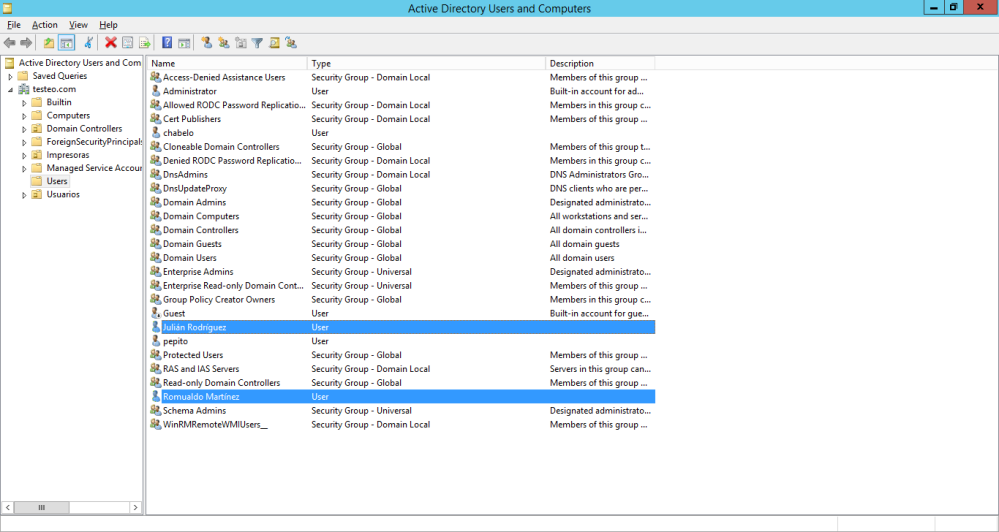 Active Directory Users and Computers
File Action View Help
Active Directory Users and Com
Saved Queries
testeo.com
Builtin
Computers
Domain Controllers
ForeignSecurityPrincipals
Impresoras
Managed Service Accour
Users
Usuarios
Name Type Description
Access-Denied Assistance Users Security Group - Domain Local Members of this group ...
Administrator User Built-in account for ad...
Allowed RODC Password Replicatio... Security Group - Domain Local Members in this group c...
Cert Publishers Security Group - Domain Local Members of this group ...
chabelo User
Cloneable Domain Controllers Security Group - Global Members of this group t...
Denied RODC Password Replicatio... Security Group - Domain Local Members in this group c...
DnsAdmins Security Group - Domain Local DNS Administrators Gro...
DnsUpdateProxy Security Group - Global DNS clients who are per...
Domain Admins Security Group - Global Designated administrato...
Domain Computers Security Group - Global All workstations and ser...
Domain Controllers Security Group - Global All domain controllers i...
Domain Guests Security Group - Global All domain guests
Domain Users Security Group - Global All domain users
Enterprise Admins Security Group - Universal Designated administrato...
Enterprise Read-only Domain Cont... Security Group - Universal Members of this group ...
Group Policy Creator Owners Security Group - Global Members in this group c...
Guest User Built-in account for gue...
Julián Rodríguez User
pepito User
Protected Users Security Group - Global Members of this group ...
RAS and IAS Servers Security Group - Domain Local Servers in this group can...
Read-only Domain Controllers Security Group - Global Members of this group ...
Romualdo Martínez User
Schema Admins Security Group - Universal Designated administrato...
WinRMRemoteWMIUsers__ Security Group - Domain Local Members of this group ...